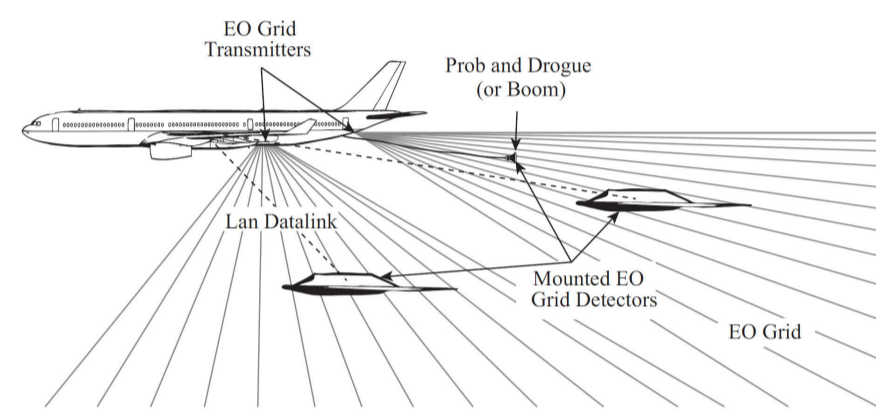 EO Grid
Transmitters
Prob and Drogue
(or Boom)
Lan Datalink
Mounted EO
Grid Detectors
EO Grid